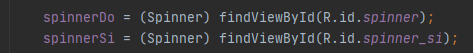 spinnerDo = (Spinner) findViewById(R.id.spinner);
spinnerSi = (Spinner) findViewById(R.id.spinner_si);